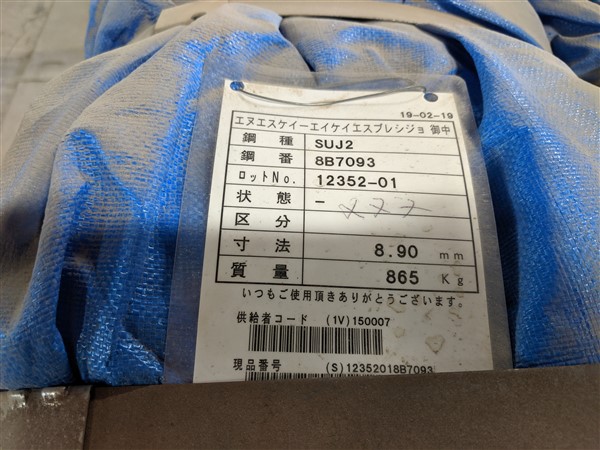 19-02-19
エヌエスケイーエイケイエスプレシジョ 御中
鋼種 SUJ2
鋼番 8B7093
ロットNo. 12352-01
状態 -
区分
寸法 8.90 mm
質量 865 Kg
いつもご使用頂きありがとうございます。
供給者コード (1V)150007
現品番号 (S)12352018B7093